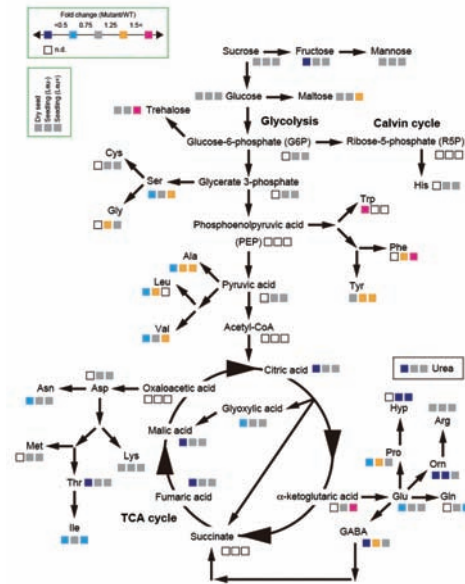 Fold change (Mutant/WT)
<0.5 0.75 1.25 1.5<
n.d.
Dry seed
Seedling (Leu-)
Seedling (Leu+)
Sucrose Fructose Mannose
Glucose Maltose
Trehalose
Glycolysis Calvin cycle
Glucose-6-phosphate (G6P) Ribose-5-phosphate (R5P)
Cys
Ser Glycerate 3-phosphate His
Gly
Trp
Phosphoenolpyruvic acid
(PEP)
Phe
Ala
Leu Pyruvic acid Tyr
Val Acetyl-CoA
Citric acid Urea
Asn Asp Oxaloacetic acid Glyoxylic acid Hyp Arg
Malic acid
Met Lys Pro Orn
Thr Fumaric acid α-ketoglutaric acid Glu Gln
TCA cycle
Ile Succinate GABA